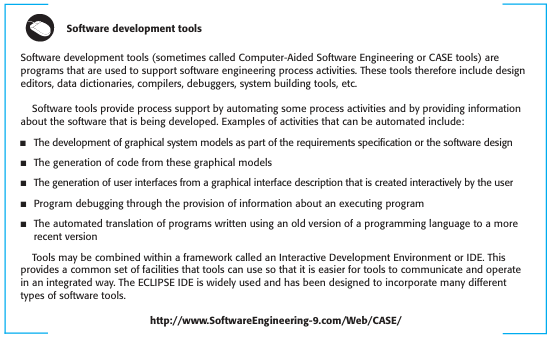 Software development tools
Software development tools (sometimes called Computer-Aided Software Engineering or CASE tools) are
programs that are used to support software engineering process activities. These tools therefore include design
editors, data dictionaries, compilers, debuggers, system building tools, etc.
Software tools provide process support by automating some process activities and by providing information
about the software that is being developed. Examples of activities that can be automated include:
■ The development of graphical system models as part of the requirements specification or the software design
■ The generation of code from these graphical models
■ The generation of user interfaces from a graphical interface description that is created interactively by the user
■ Program debugging through the provision of information about an executing program
■ The automated translation of programs written using an old version of a programming language to a more
recent version
Tools may be combined within a framework called an Interactive Development Environment or IDE. This
provides a common set of facilities that tools can use so that it is easier for tools to communicate and operate
in an integrated way. The ECLIPSE IDE is widely used and has been designed to incorporate many different
types of software tools.
http://www.SoftwareEngineering-9.com/Web/CASE/